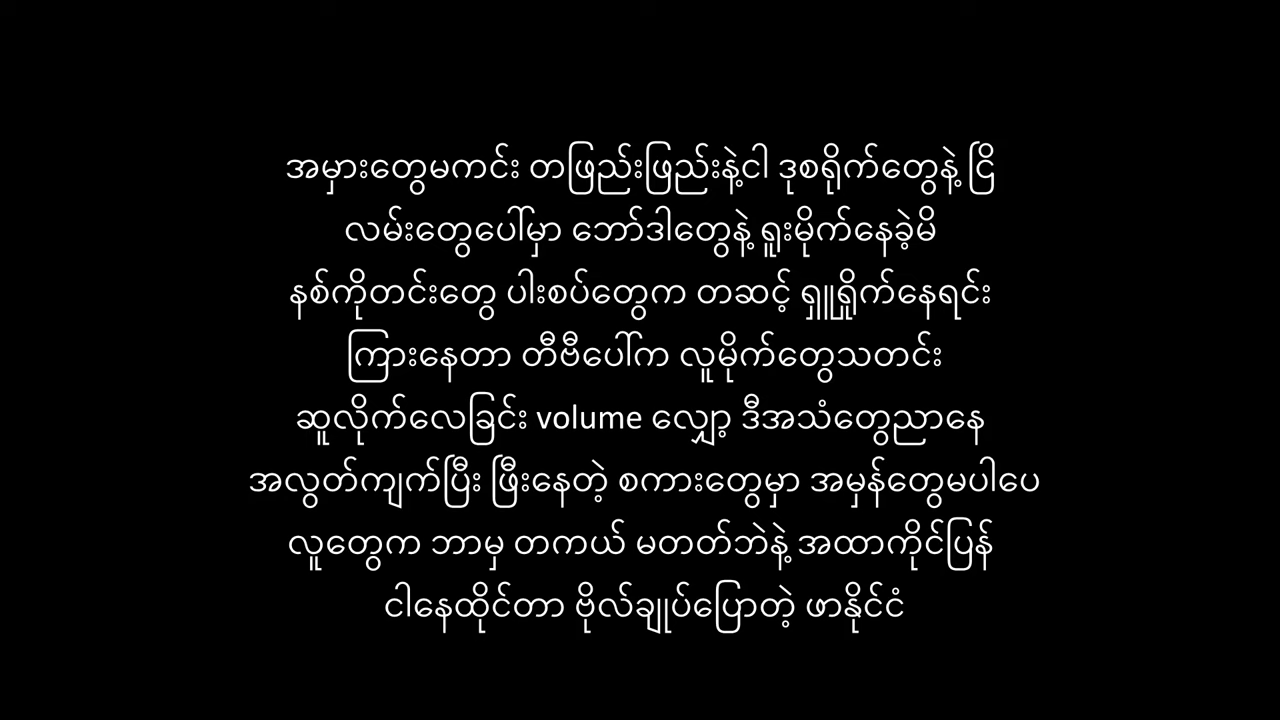 အမှားတွေမကင်း တဖြည်းဖြည်းနဲ့ငါ ဒုစရိုက်တွေနဲ့ ငြိ
လမ်းတွေပေါ်မှာ ဘော်ဒါတွေနဲ့ ရူးမိုက်နေခဲ့မိ
နစ်ကိုတင်းတွေ ပါးစပ်တွေက တဆင့် ရှူရှိုက်နေရင်း
ကြားနေတာ တီဗီပေါ်က လူမိုက်တွေသတင်း
ဆူလိုက်လေခြင်း volume လျှော့ ဒီအသံတွေညာနေ
အလွတ်ကျက်ပြီး ဖြီးနေတဲ့ စကားတွေမှာ အမှန်တွေမပါပေ
လူတွေက ဘာမှ တကယ် မတတ်ဘဲနဲ့ အထာကိုင်ပြန်
ငါနေထိုင်တာ ဗိုလ်ချုပ်ပြောတဲ့ ဖာနိုင်ငံ